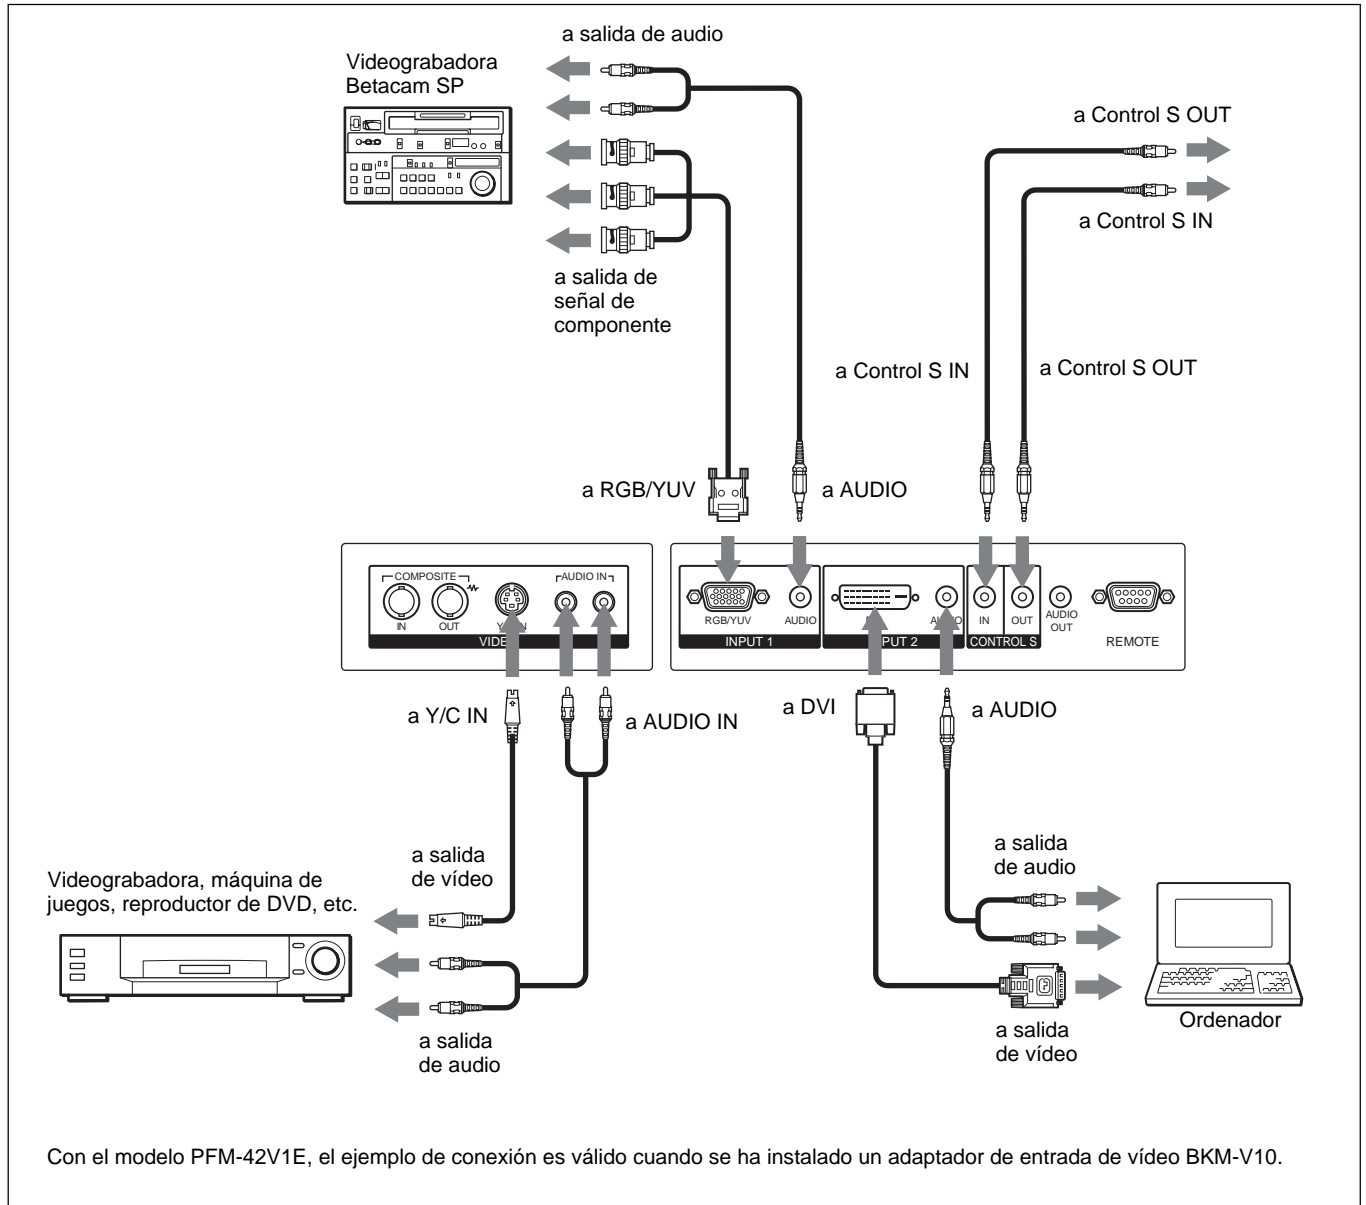 a salida de audio
Videograbadora
Betacam SP
a Control S OUT
a Control S IN
a salida de
señal de
componente
a Control S IN
a Control S OUT
a RGB/YUV
a AUDIO
COMPOSITE
AUDIO IN
IN
OUT
VIDE
RGB/YUV
AUDIO
INPUT 1
PUT 2
IN
OUT
CONTROL S
AUDIO
OUT
REMOTE
a Y/C IN
a AUDIO IN
a DVI
a AUDIO
a salida
de vídeo
a salida
de audio
Videograbadora, máquina de
juegos, reproductor de DVD, etc.
Ordenador
a salida
de audio
a salida
de vídeo
Con el modelo PFM-42V1E, el ejemplo de conexión es válido cuando se ha instalado un adaptador de entrada de vídeo BKM-V10.